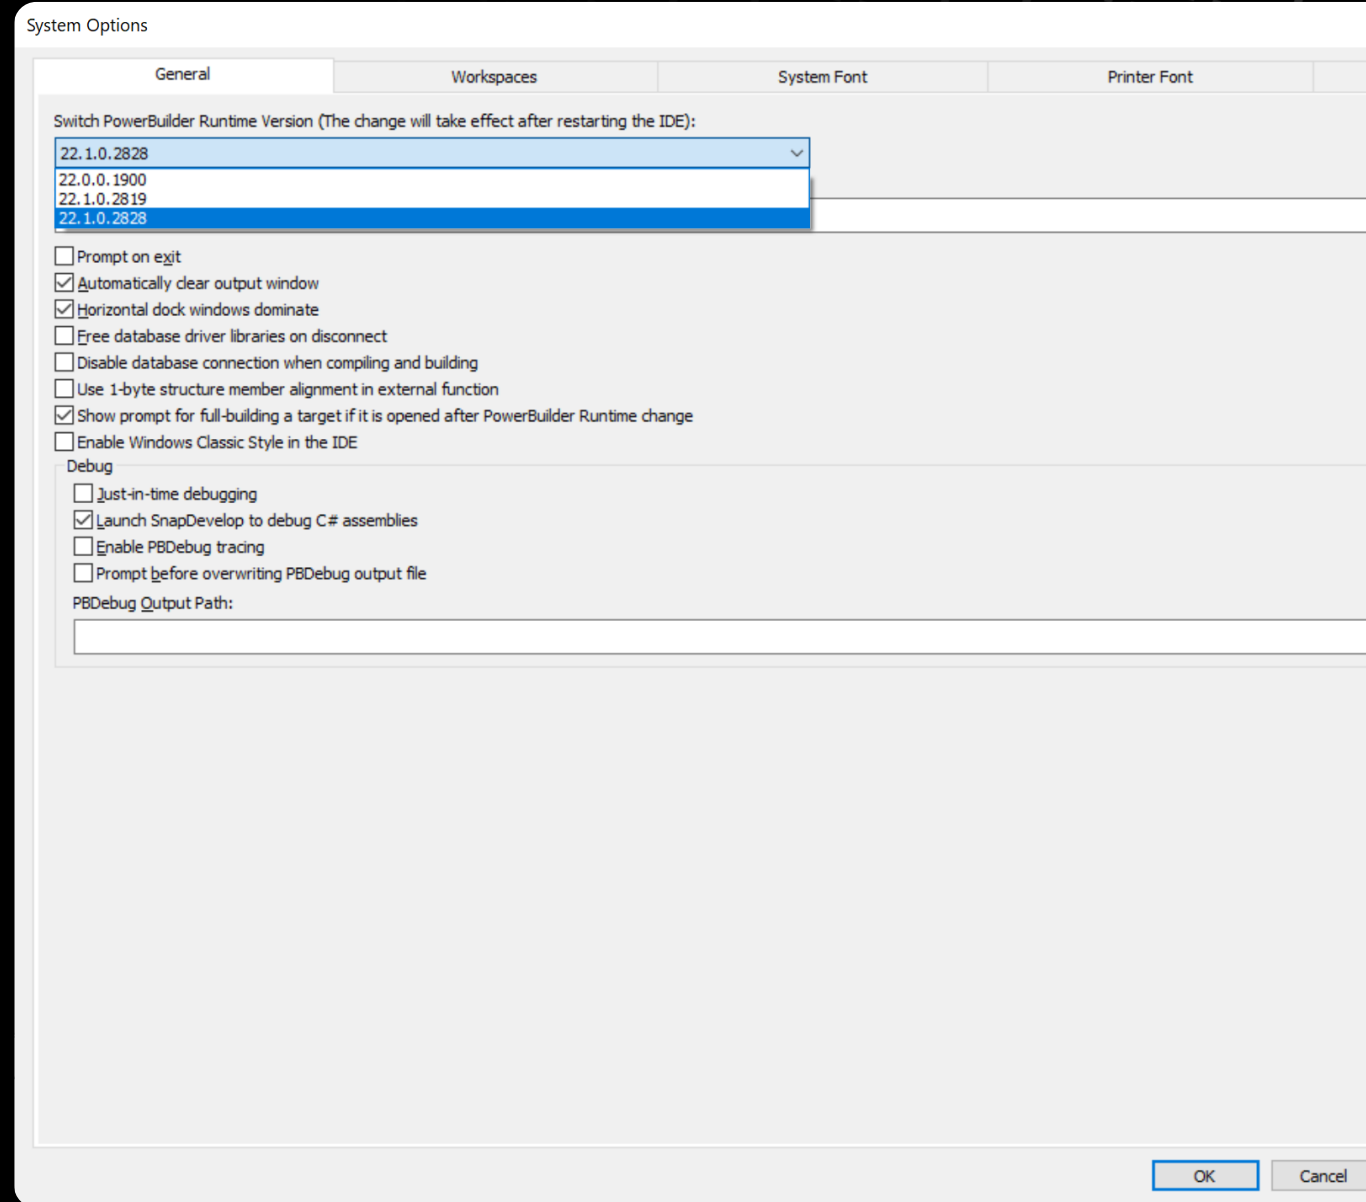 System Options
General
Workspaces
System Font
Printer Font
Switch PowerBuilder Runtime Version (The change will take effect after restarting the IDE):
22.1.0.2828
22.0.0.1900
22.1.0.2819
22.1.0.2828
Prompt on exit
Automatically clear output window
Horizontal dock windows dominate
Free database driver libraries on disconnect
Disable database connection when compiling and building
Use 1-byte structure member alignment in external function
Show prompt for full-building a target if it is opened after PowerBuilder Runtime change
Enable Windows Classic Style in the IDE
Debug
Just-in-time debugging
Launch SnapDevelop to debug C# assemblies
Enable PBDebug tracing
Prompt before overwriting PBDebug output file
PBDebug Output Path:
OK
Cancel